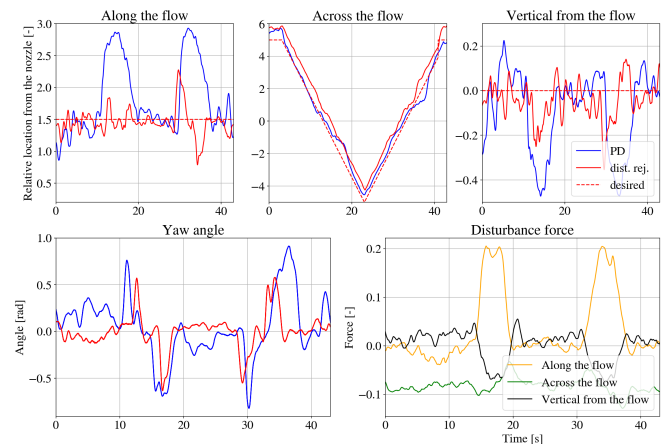 Along the flow
Across the flow
Vertical from the flow
Relative location from the nozzle [-]
3.0
2.5
2.0
1.5
1.0
0.5
0
20
40
6
4
2
0
−2
−4
0
20
40
0.2
0.0
−0.2
−0.4
0
20
40
PD
dist. rej.
desired
Yaw angle
Disturbance force
Angle [rad]
1.0
0.5
0.0
−0.5
0
10
20
30
40
Force [-]
0.2
0.1
0.0
−0.1
0
10
20
30
40
Along the flow
Across the flow
Vertical from the flow
Time [s]